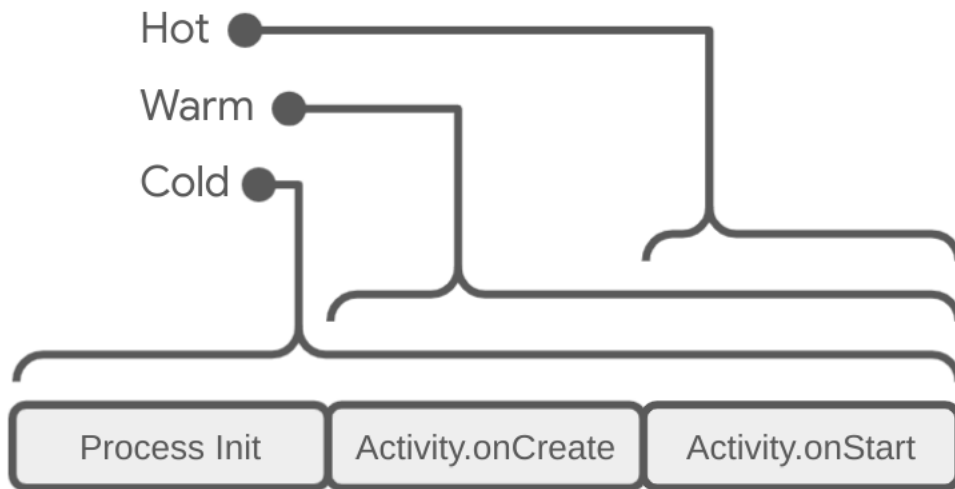 Hot
Warm
Cold
Process Init
Activity.onCreate
Activity.onStart